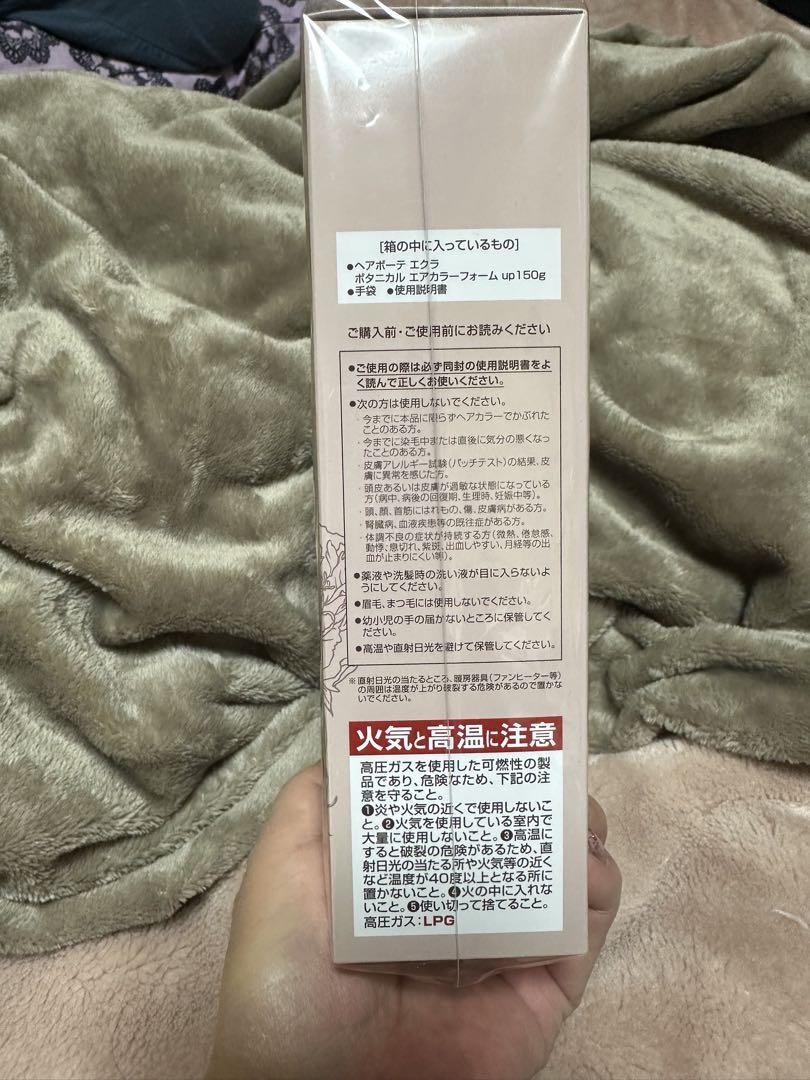 [箱の中に入っているもの]
●ヘアボーテ エクラ
ボタニカル エアカラーフォーム up150g
●手袋 ●使用説明書
ご購入前・ご使用前にお読みください
●ご使用の際は必ず同封の使用説明書をよ
く読んで正しくお使いください。
●次の方は使用しないでください。
・今までに本品に限らずヘアカラーでかぶれた
ことのある方。
・今までに染毛中または直後に気分の悪くなっ
たことのある方。
・皮膚アレルギー試験(パッチテスト)の結果、皮
膚に異常を感じた方。
・頭皮あるいは皮膚が過敏な状態になっている
方(病中、病後の回復期、生理時、妊娠中等)。
・頭、顔、首筋にはれもの、傷、皮膚病がある方。
・腎臓病、血液疾患等の既往症がある方。
・体調不良の症状が持続する方(微熱、倦怠感、
動悸、息切れ、紫斑、出血しやすい、月経等の出
血が止まりにくい等)。
●薬液や洗髪時の洗い液が目に入らないよ
うにしてください。
●眉毛、まつ毛には使用しないでください。
●幼小児の手の届かないところに保管してく
ださい。
●高温や直射日光を避けて保管してください。
※直射日光の当たるところ、暖房器具(ファンヒーター等)
の周囲は温度が上がり破裂する危険があるので置かな
いでください。
火気と高温に注意
高圧ガスを使用した可燃性の製
品であり、危険なため、下記の注
意を守ること。
❶炎や火気の近くで使用しないこ
と。❷火気を使用している室内で
大量に使用しないこと。❸高温に
すると破裂の危険があるため、直
射日光の当たる所や火気等の近く
など温度が40度以上となる所に
置かないこと。❹火の中に入れな
いこと。❺使い切って捨てること。
高圧ガス:LPG